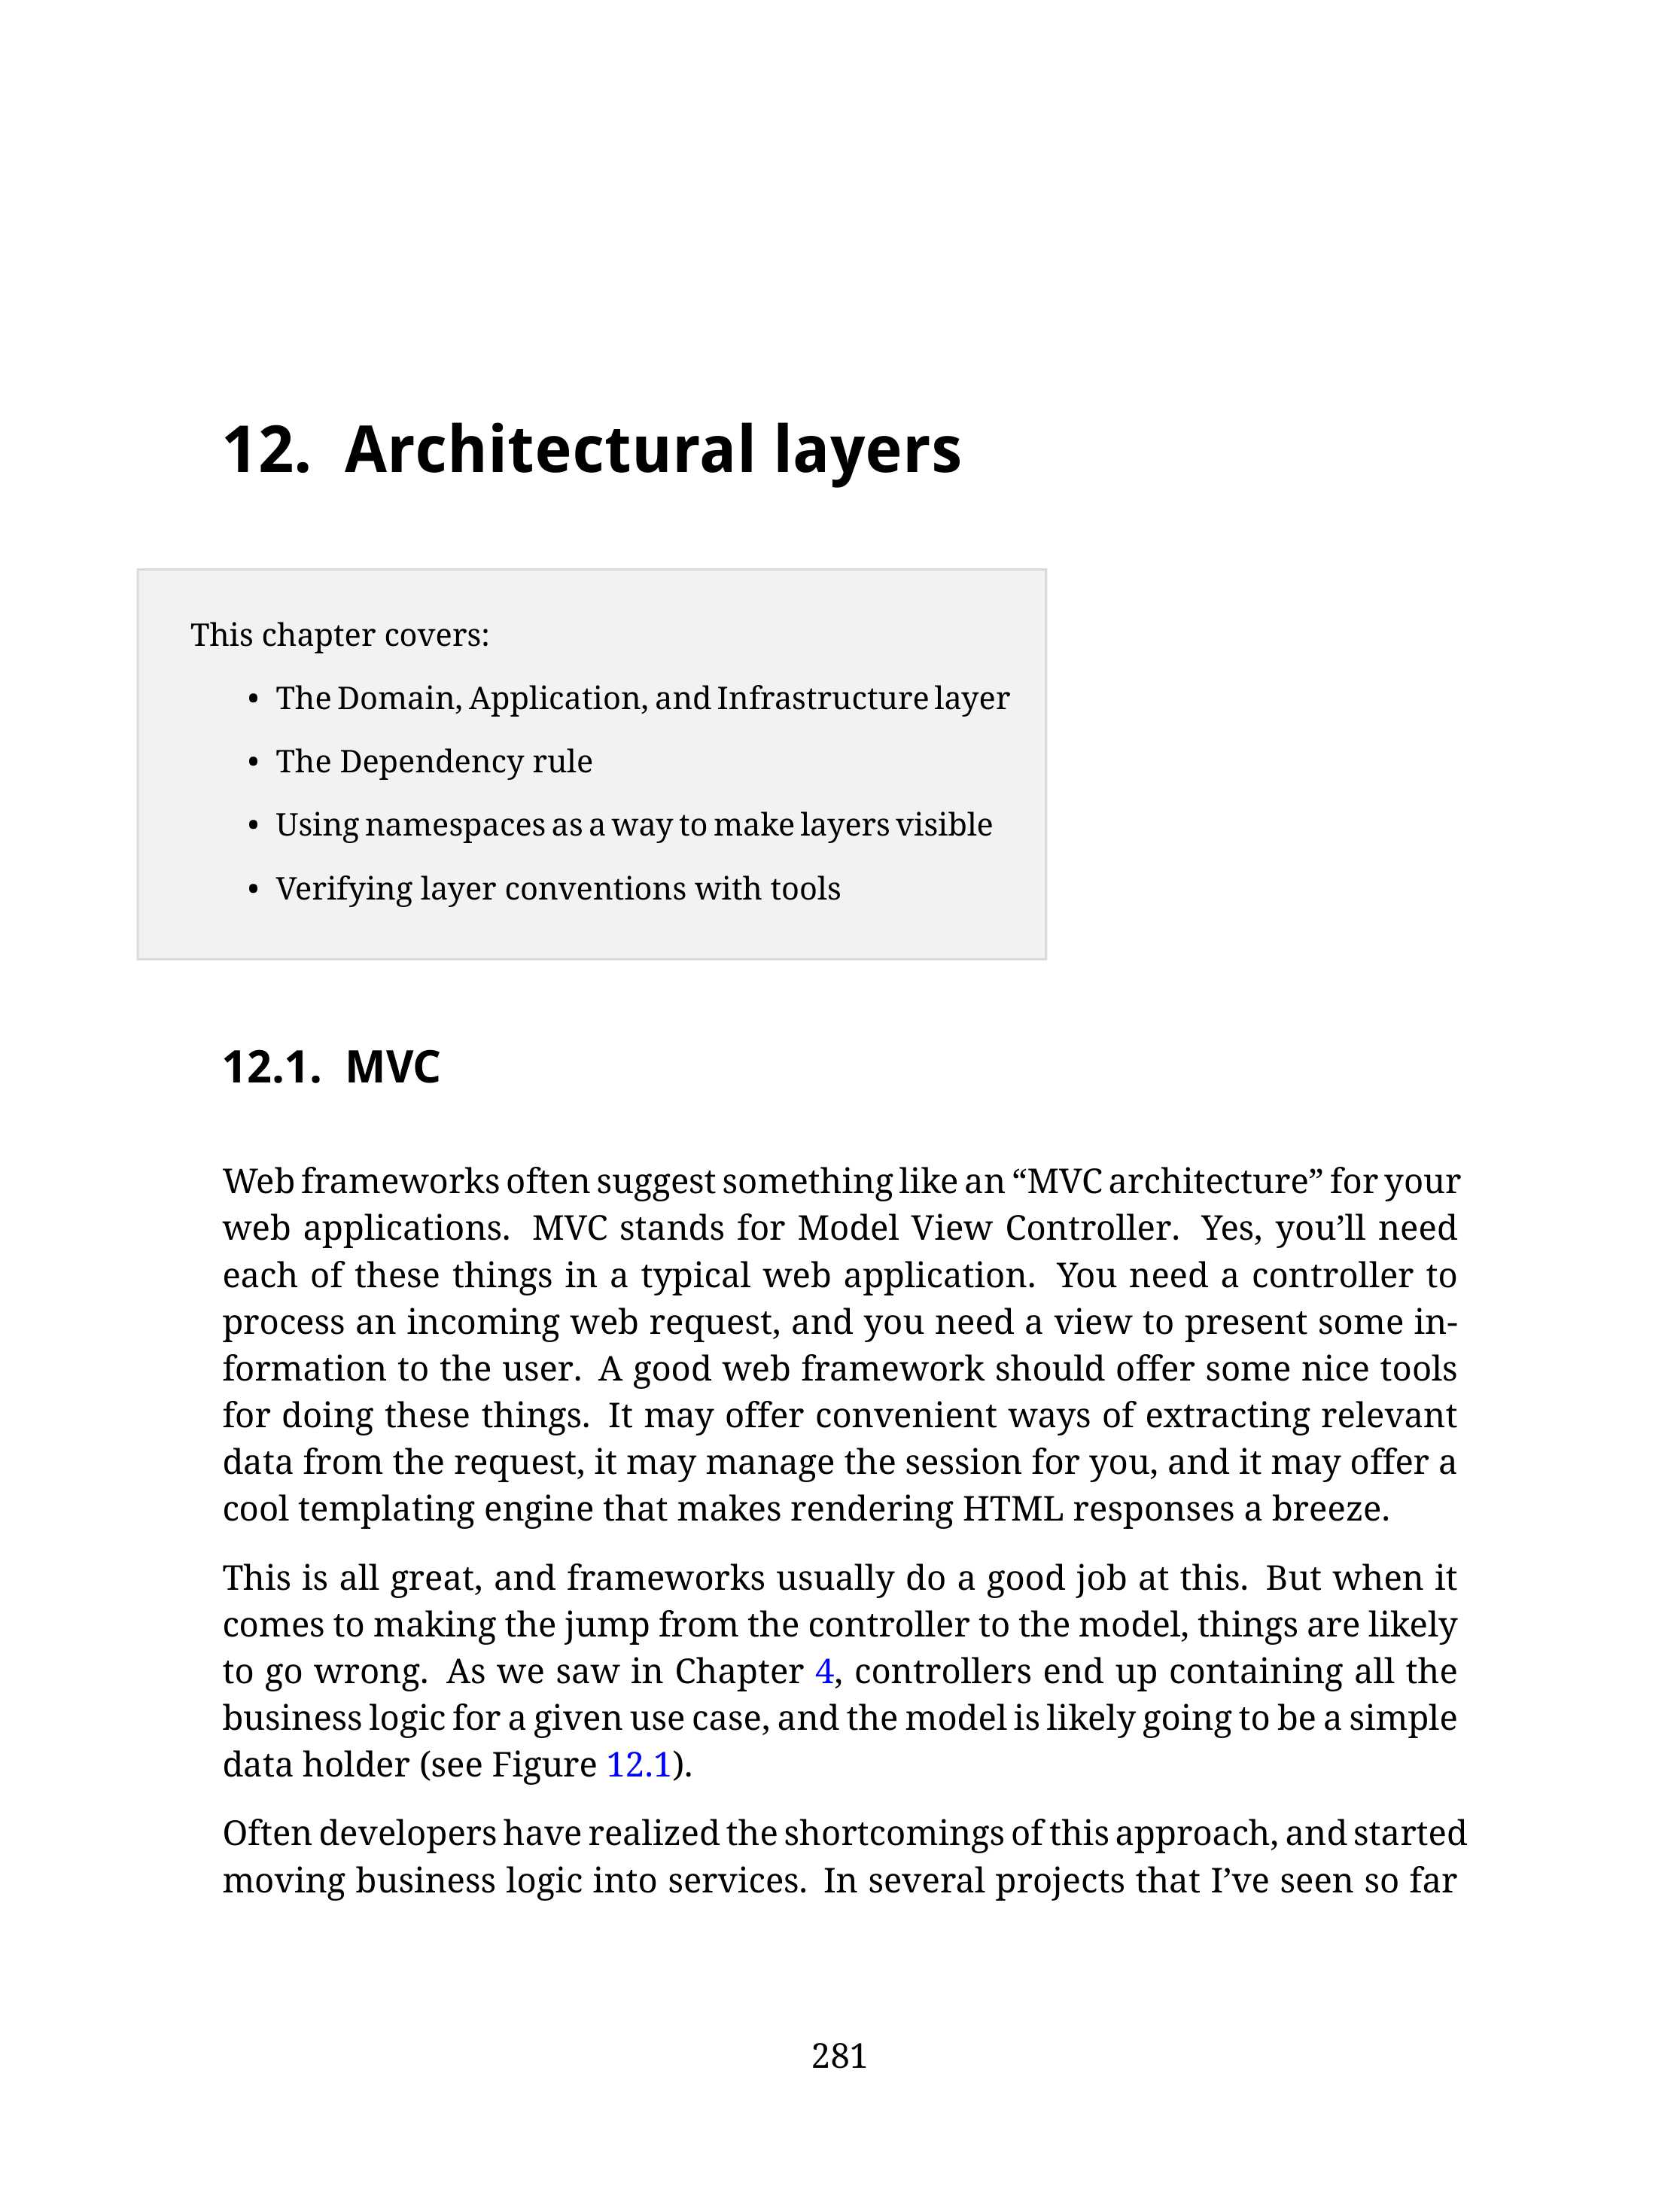 12. Architectural layers
This chapter covers:
• The Domain, Application, and Infrastructure layer
• The Dependency rule
• Using namespaces as a way to make layers visible
• Verifying layer conventions with tools
12.1. MVC
Web frameworks often suggest something like an “MVC architecture” for your
web applications. MVC stands for Model View Controller. Yes, you’ll need
each of these things in a typical web application. You need a controller to
process an incoming web request, and you need a view to present some in-
formation to the user. A good web framework should offer some nice tools
for doing these things. It may offer convenient ways of extracting relevant
data from the request, it may manage the session for you, and it may offer a
cool templating engine that makes rendering HTML responses a breeze.
This is all great, and frameworks usually do a good job at this. But when it
comes to making the jump from the controller to the model, things are likely
to go wrong. As we saw in Chapter 4, controllers end up containing all the
business logic for a given use case, and the model is likely going to be a simple
data holder (see Figure 12.1).
Often developers have realized the shortcomings of this approach, and started
moving business logic into services. In several projects that I’ve seen so far
281